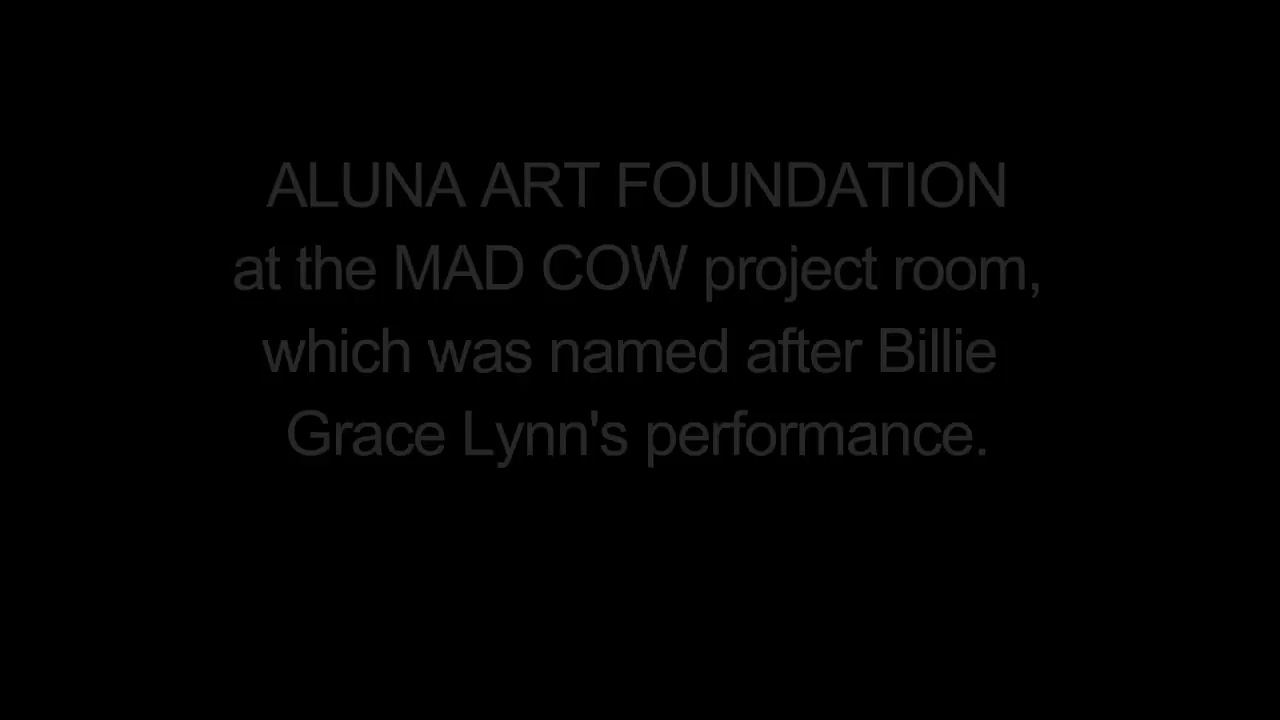 ALUNA ART FOUNDATION
at the MAD COW project room,
which was named after Billie
Grace Lynn's performance.